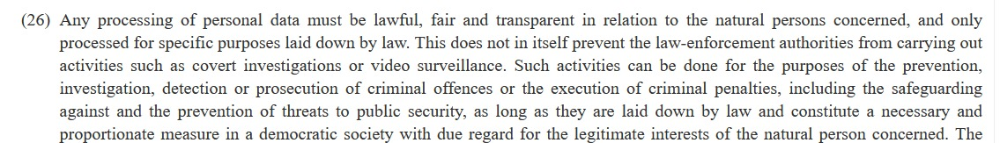 (26) Any processing of personal data must be lawful, fair and transparent in relation to the natural persons concerned, and only
processed for specific purposes laid down by law. This does not in itself prevent the law-enforcement authorities from carrying out
activities such as covert investigations or video surveillance. Such activities can be done for the purposes of the prevention,
investigation, detection or prosecution of criminal offences or the execution of criminal penalties, including the safeguarding
against and the prevention of threats to public security, as long as they are laid down by law and constitute a necessary and
proportionate measure in a democratic society with due regard for the legitimate interests of the natural person concerned. The